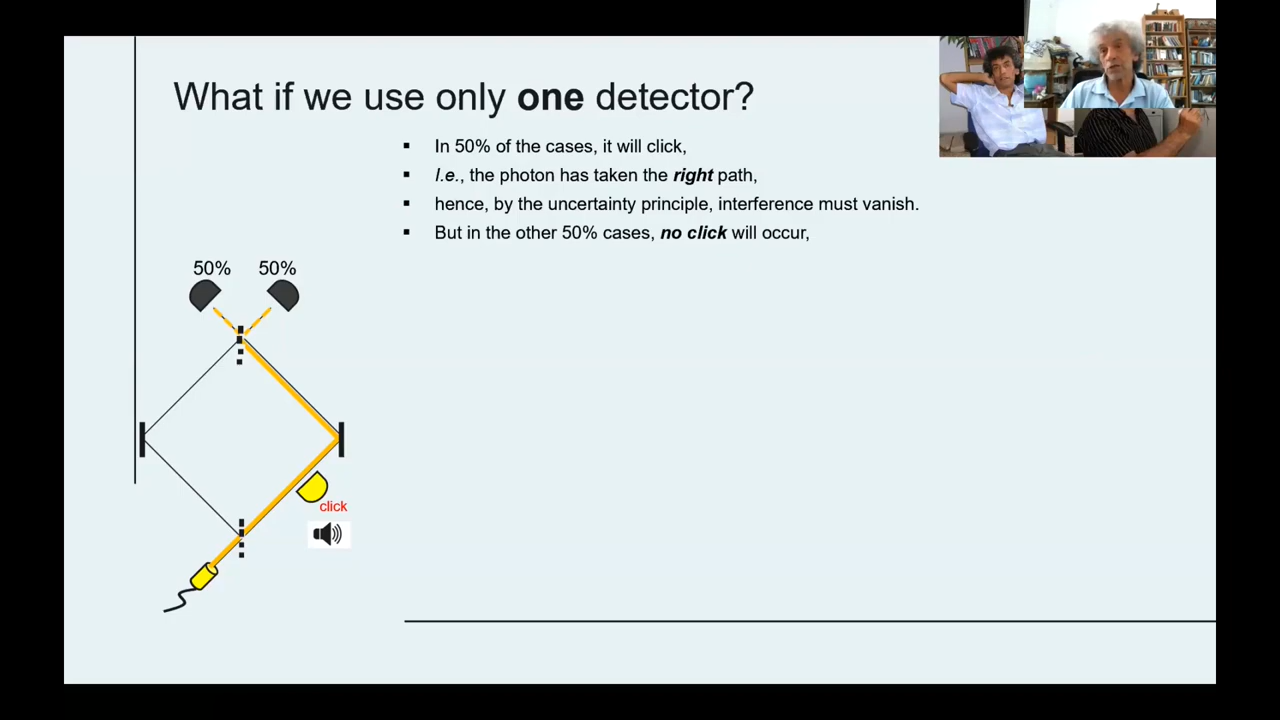 What if we use only one detector?
In 50% of the cases, it will click,
I.e., the photon has taken the right path,
hence, by the uncertainty principle, interference must vanish.
But in the other 50% cases, no click will occur,
50% 50%
click